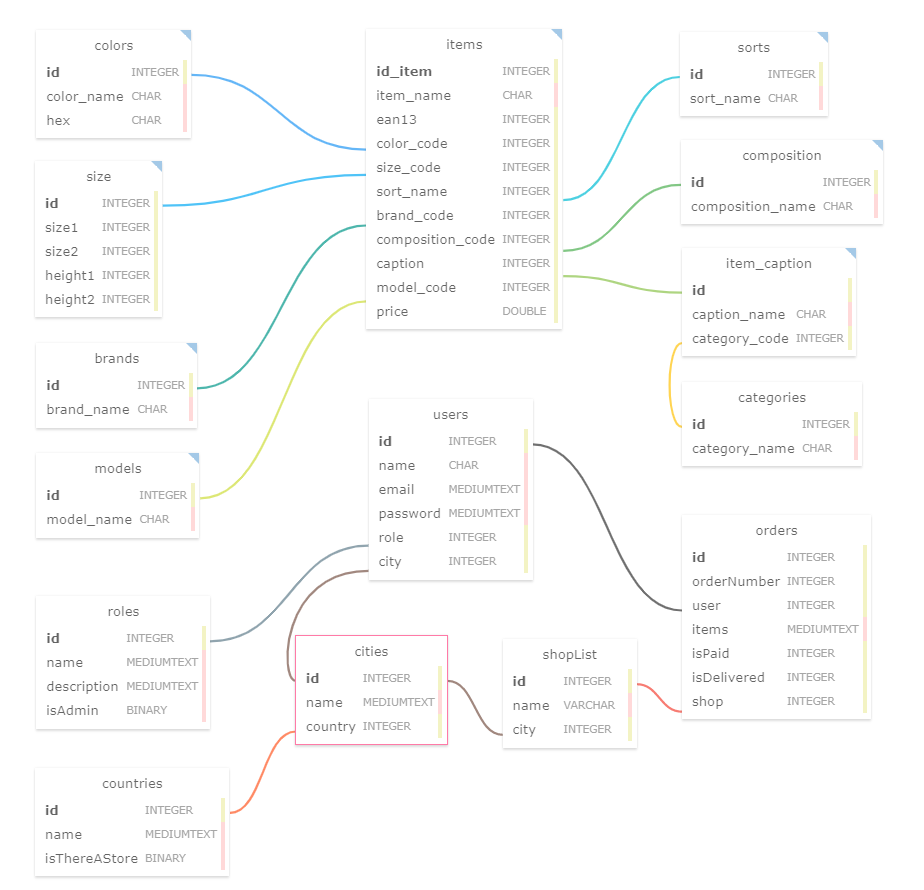 colors
id INTEGER
color_name CHAR
hex CHAR
size
id INTEGER
size1 INTEGER
size2 INTEGER
height1 INTEGER
height2 INTEGER
brands
id INTEGER
brand_name CHAR
models
id INTEGER
model_name CHAR
items
id_item INTEGER
item_name CHAR
ean13 INTEGER
color_code INTEGER
size_code INTEGER
sort_name INTEGER
brand_code INTEGER
composition_code INTEGER
caption INTEGER
model_code INTEGER
price DOUBLE
sorts
id INTEGER
sort_name CHAR
composition
id INTEGER
composition_name CHAR
item_caption
id
caption_name CHAR
category_code INTEGER
categories
id INTEGER
category_name CHAR
users
id INTEGER
name CHAR
email MEDIUMTEXT
password MEDIUMTEXT
role INTEGER
city INTEGER
orders
id INTEGER
orderNumber INTEGER
user INTEGER
items MEDIUMTEXT
isPaid INTEGER
isDelivered INTEGER
shop INTEGER
roles
id INTEGER
name MEDIUMTEXT
description MEDIUMTEXT
isAdmin BINARY
cities
id INTEGER
name MEDIUMTEXT
country INTEGER
shopList
id INTEGER
name VARCHAR
city INTEGER
countries
id INTEGER
name MEDIUMTEXT
isThereAStore BINARY